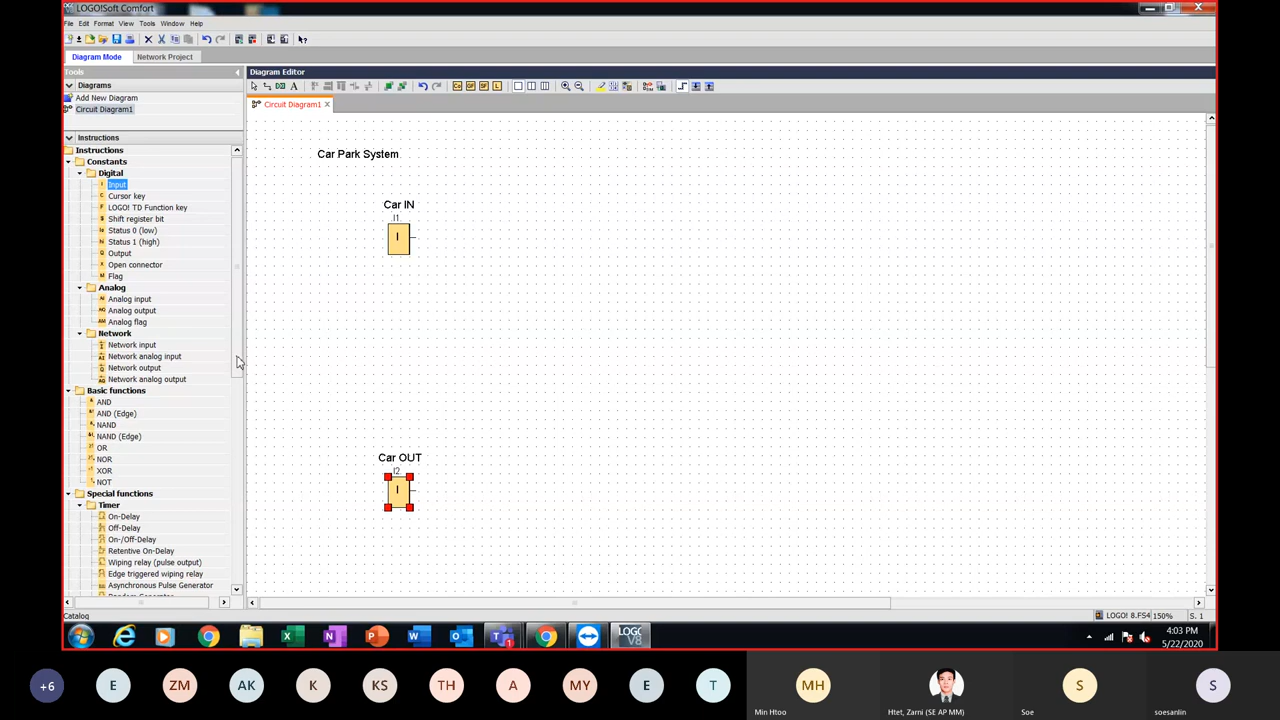 LOGO!Soft Comfort
File Edit Format View Tools Window Help
Diagram Mode Network Project
Tools
Diagram Editor
Diagrams
Add New Diagram
Circuit Diagram1
Circuit Diagram1
Instructions
Instructions
Constants
Digital
Input
Cursor key
LOGO! TD Function key
Shift register bit
Status 0 (low)
Status 1 (high)
Output
Open connector
Flag
Analog
Analog input
Analog output
Analog flag
Network
Network input
Network analog input
Network output
Network analog output
Basic functions
AND
AND (Edge)
NAND
NAND (Edge)
OR
NOR
XOR
NOT
Special functions
Timer
On-Delay
Off-Delay
On-/Off-Delay
Retentive On-Delay
Wiping relay (pulse output)
Edge triggered wiping relay
Asynchronous Pulse Generator
Car Park System
Car IN
I1
I
Car OUT
I2
I
Catalog
LOGO! 8.FS4 150% S. 1
4:03 PM
5/22/2020
+6 E ZM AK K KS TH A MY E T MH S S
Min Htoo Htet, Zarni (SE AP MM) Soe soesanlin